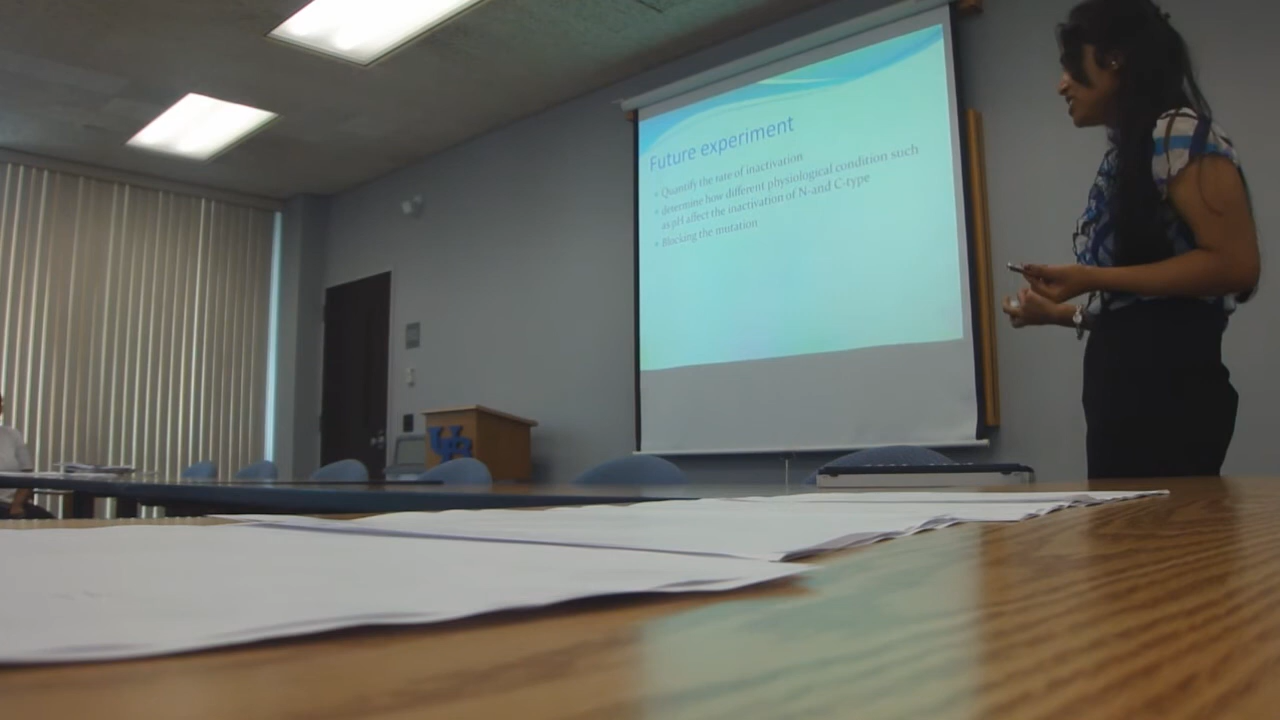 Future experiment
Quantify the rate of inactivation
determine how different physiological condition such
as pH affect the inactivation of N-and C-type
Blocking the mutation
UB